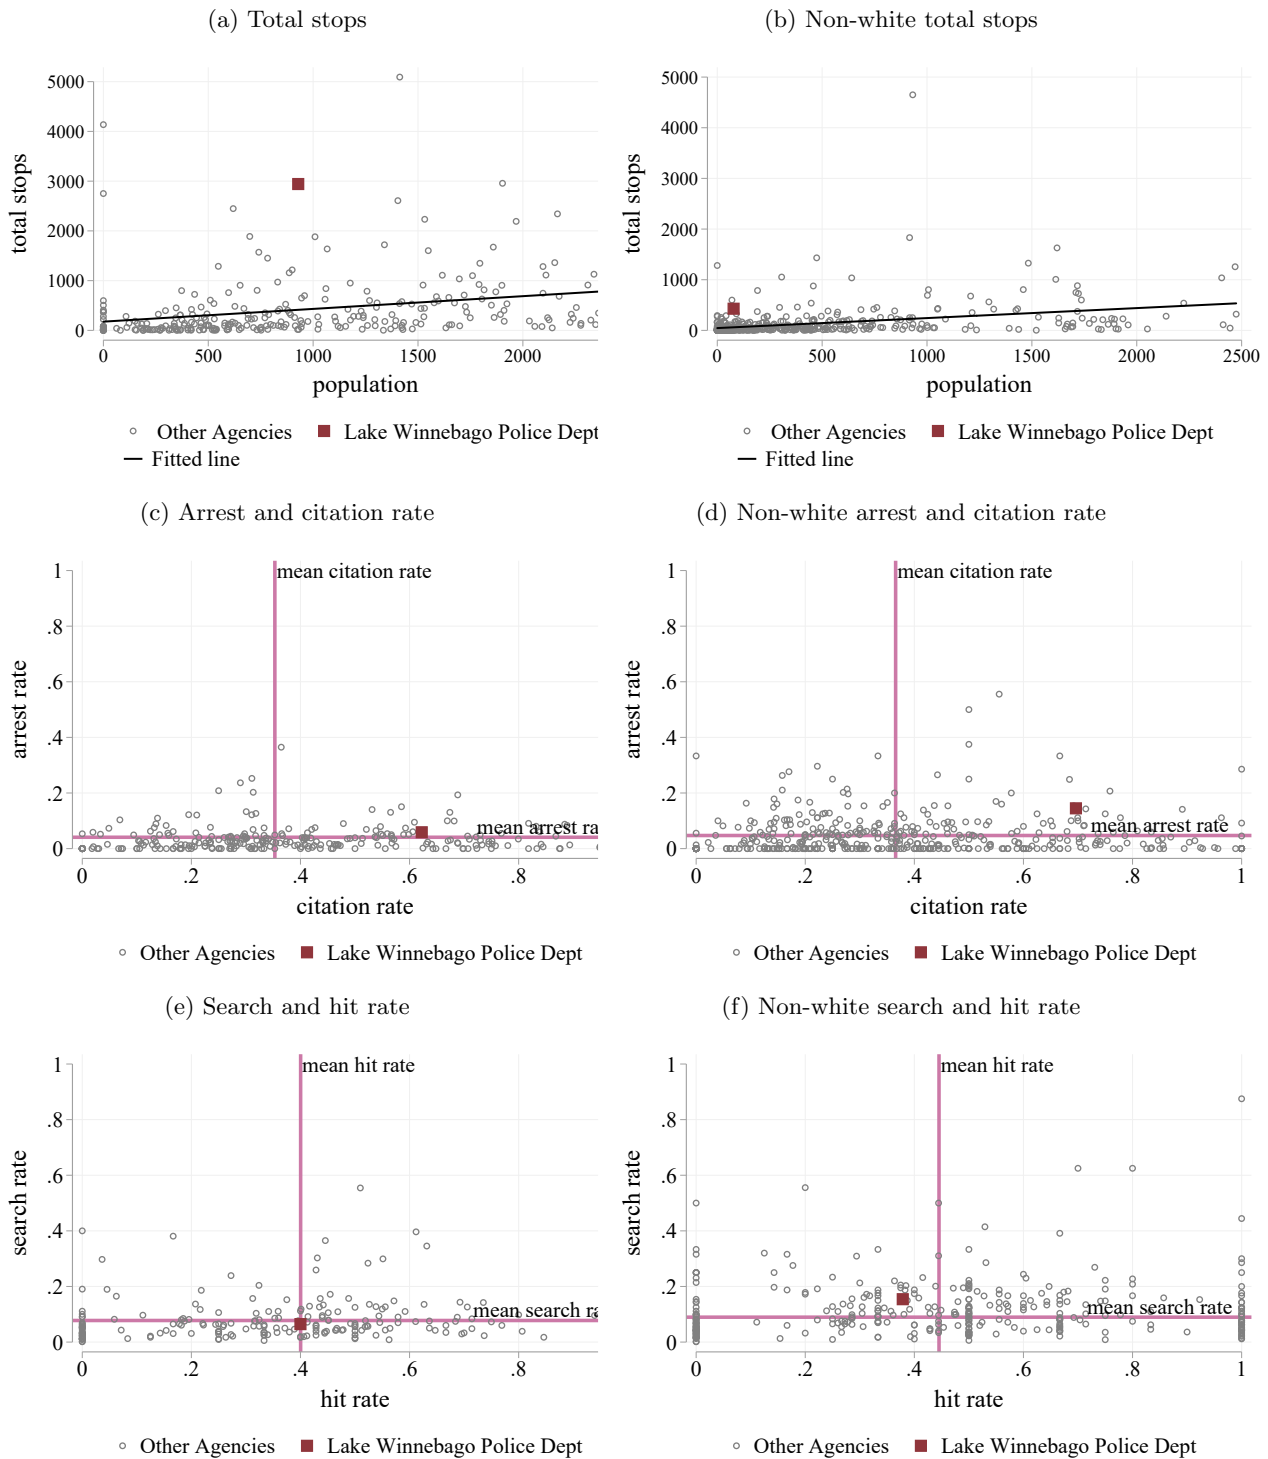 (a) Total stops
(b) Non-white total stops
total stops
5000
4000
3000
2000
1000
0
0 500 1000 1500 2000
population
Other Agencies Lake Winnebago Police Dept
Fitted line
total stops
5000
4000
3000
2000
1000
0
0 500 1000 1500 2000 2500
population
Other Agencies Lake Winnebago Police Dept
Fitted line
(c) Arrest and citation rate
(d) Non-white arrest and citation rate
arrest rate
1
.8
.6
.4
.2
0
mean citation rate
mean arrest ra
0 .2 .4 .6 .8
citation rate
Other Agencies Lake Winnebago Police Dept
arrest rate
1
.8
.6
.4
.2
0
mean citation rate
mean arrest rate
0 .2 .4 .6 .8 1
citation rate
Other Agencies Lake Winnebago Police Dept
(e) Search and hit rate
(f) Non-white search and hit rate
search rate
1
.8
.6
.4
.2
0
mean hit rate
mean search ra
0 .2 .4 .6 .8
hit rate
Other Agencies Lake Winnebago Police Dept
search rate
1
.8
.6
.4
.2
0
mean hit rate
mean search rate
0 .2 .4 .6 .8 1
hit rate
Other Agencies Lake Winnebago Police Dept